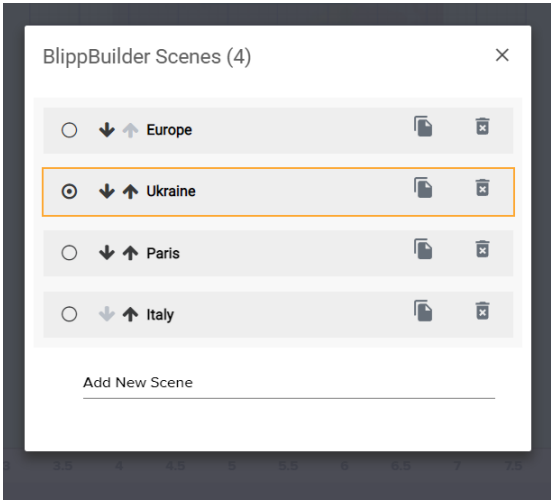 BlippBuilder Scenes (4)
Europe
Ukraine
Paris
Italy
Add New Scene
3 3.5 4 4.5 5 5.5 6 6.5 7 7.5